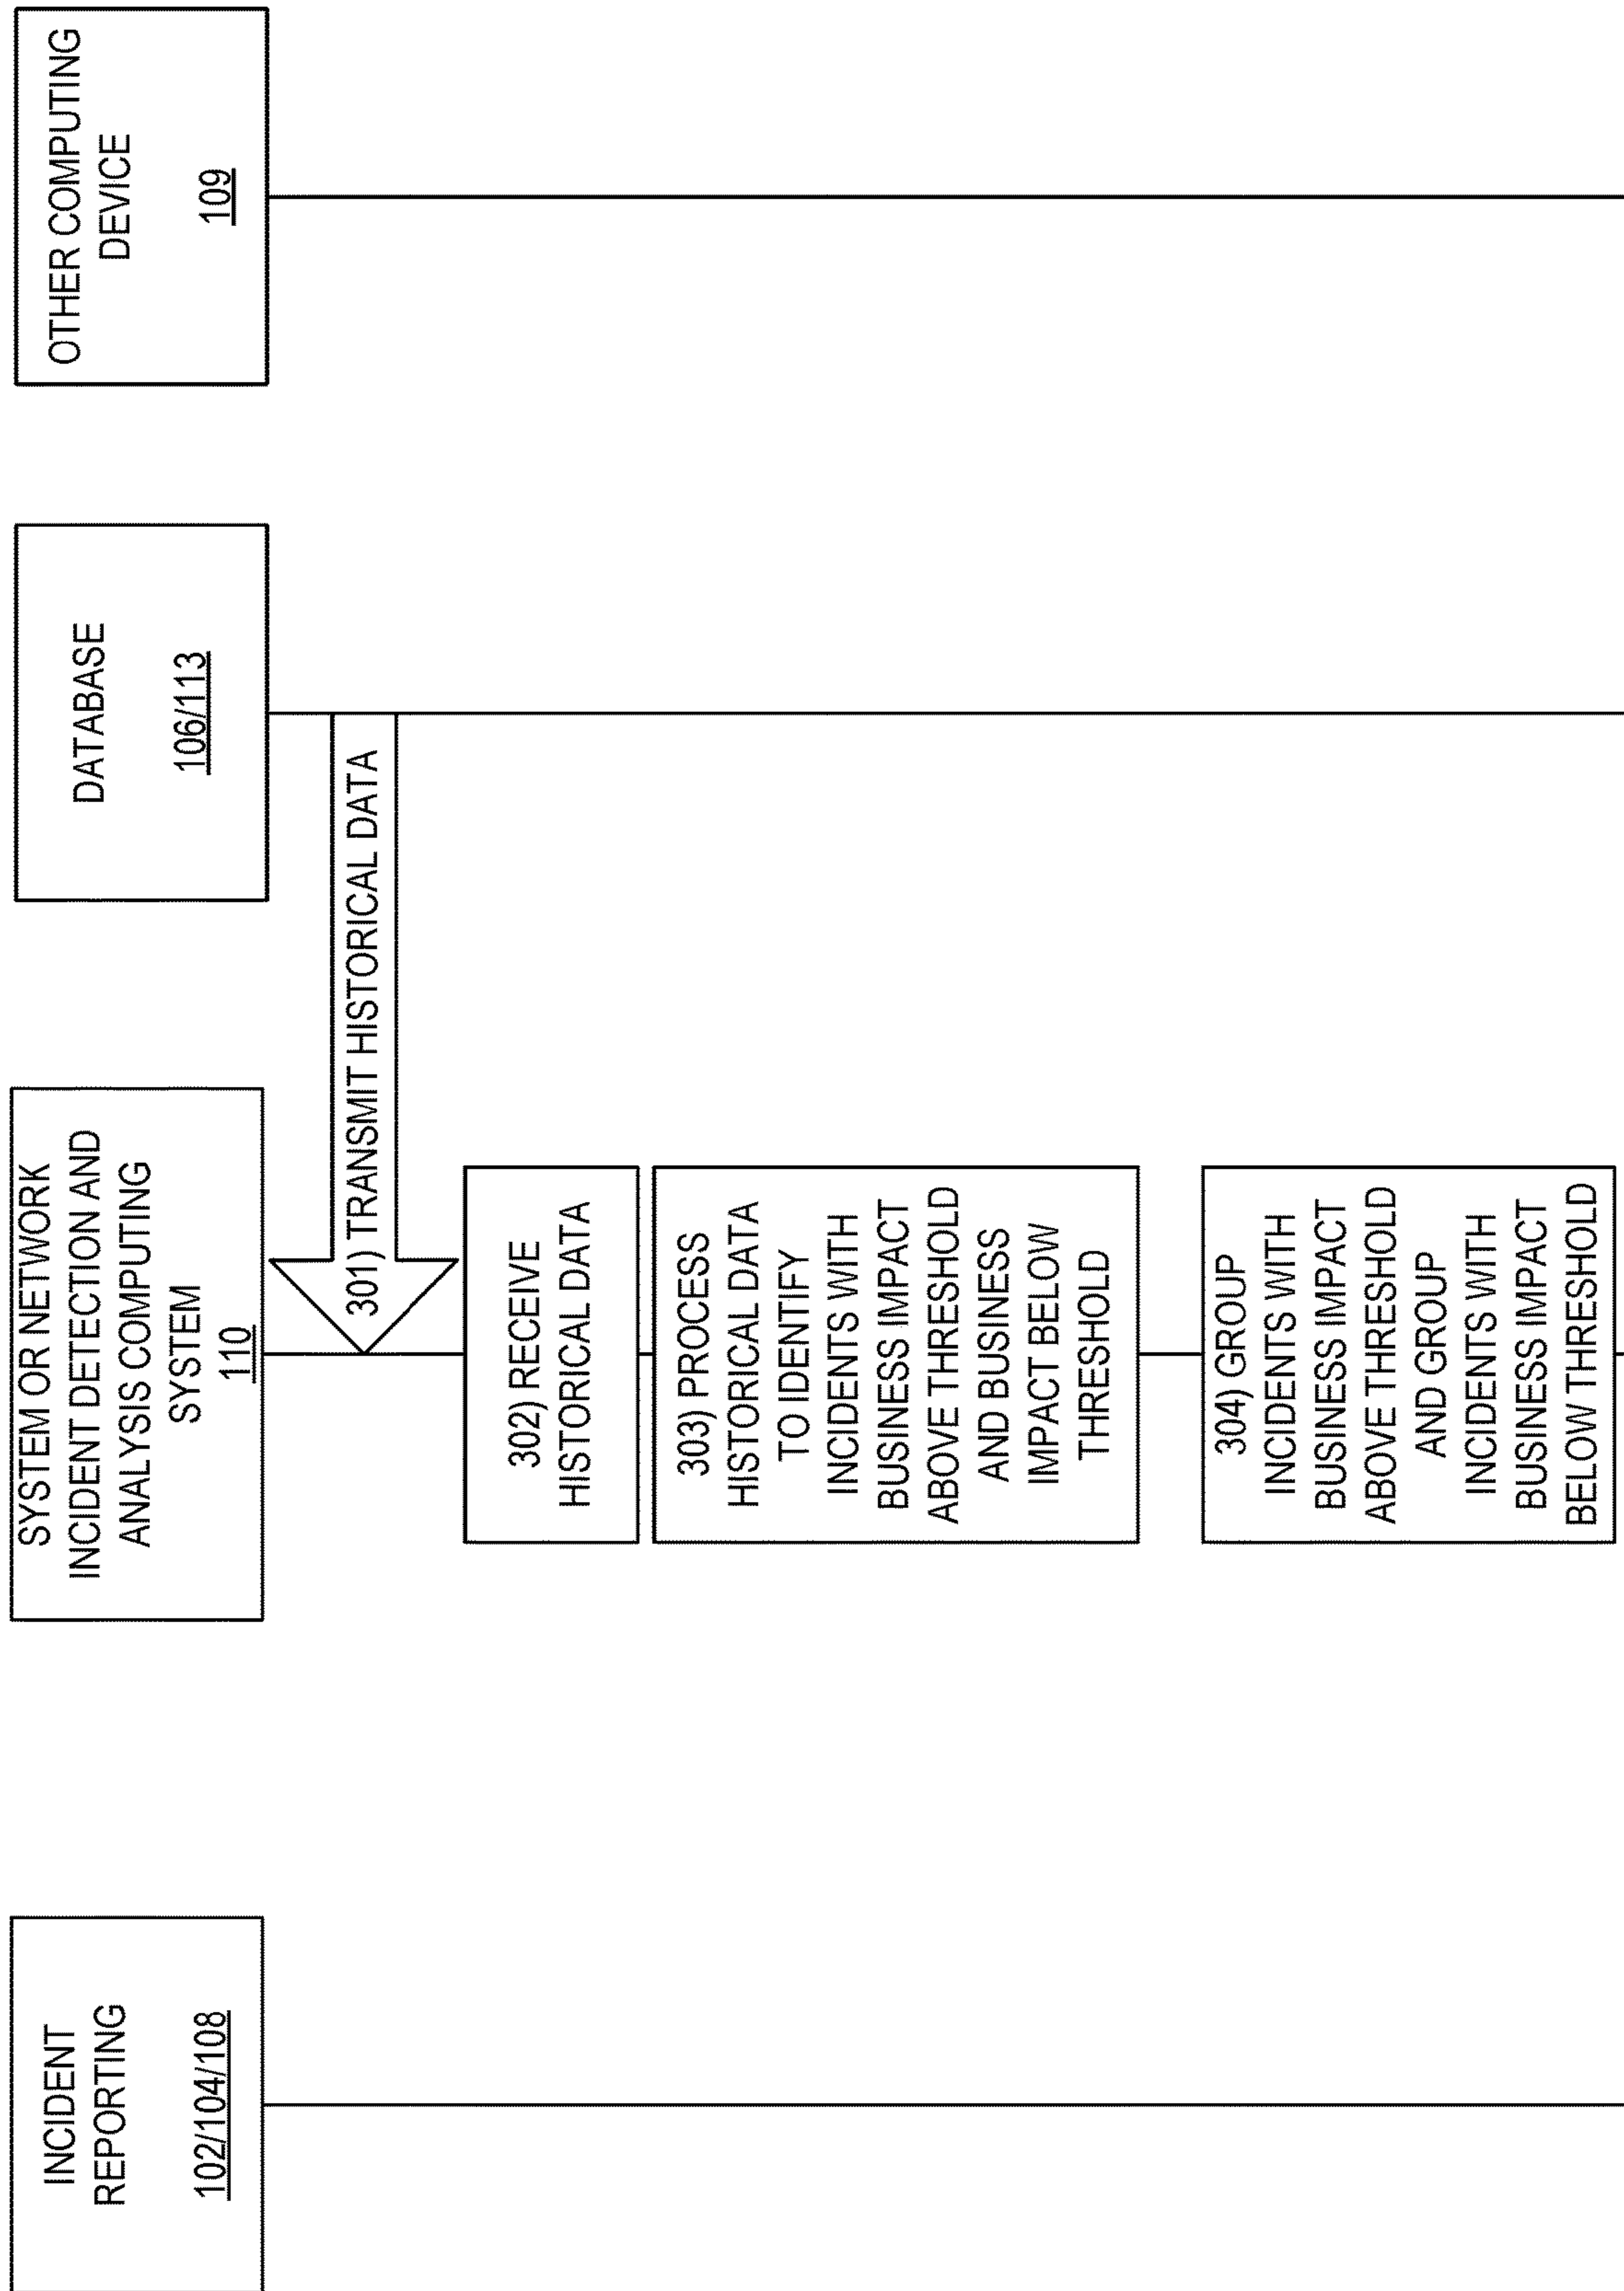 INCIDENT
REPORTING
102/104/108
SYSTEM OR NETWORK
INCIDENT DETECTION AND
ANALYSIS COMPUTING
SYSTEM
110
DATABASE
106/113
OTHER COMPUTING
DEVICE
109
301) TRANSMIT HISTORICAL DATA
302) RECEIVE
HISTORICAL DATA
303) PROCESS
HISTORICAL DATA
TO IDENTIFY
INCIDENTS WITH
BUSINESS IMPACT
ABOVE THRESHOLD
AND BUSINESS
IMPACT BELOW
THRESHOLD
304) GROUP
INCIDENTS WITH
BUSINESS IMPACT
ABOVE THRESHOLD
AND GROUP
INCIDENTS WITH
BUSINESS IMPACT
BELOW THRESHOLD